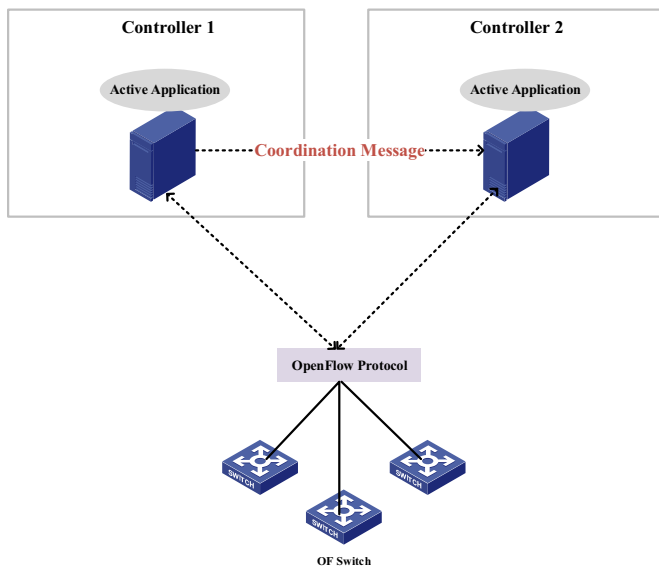 Controller 1
Controller 2
Active Application
Active Application
Coordination Message
OpenFlow Protocol
SWITCH
SWITCH
SWITCH
OF Switch